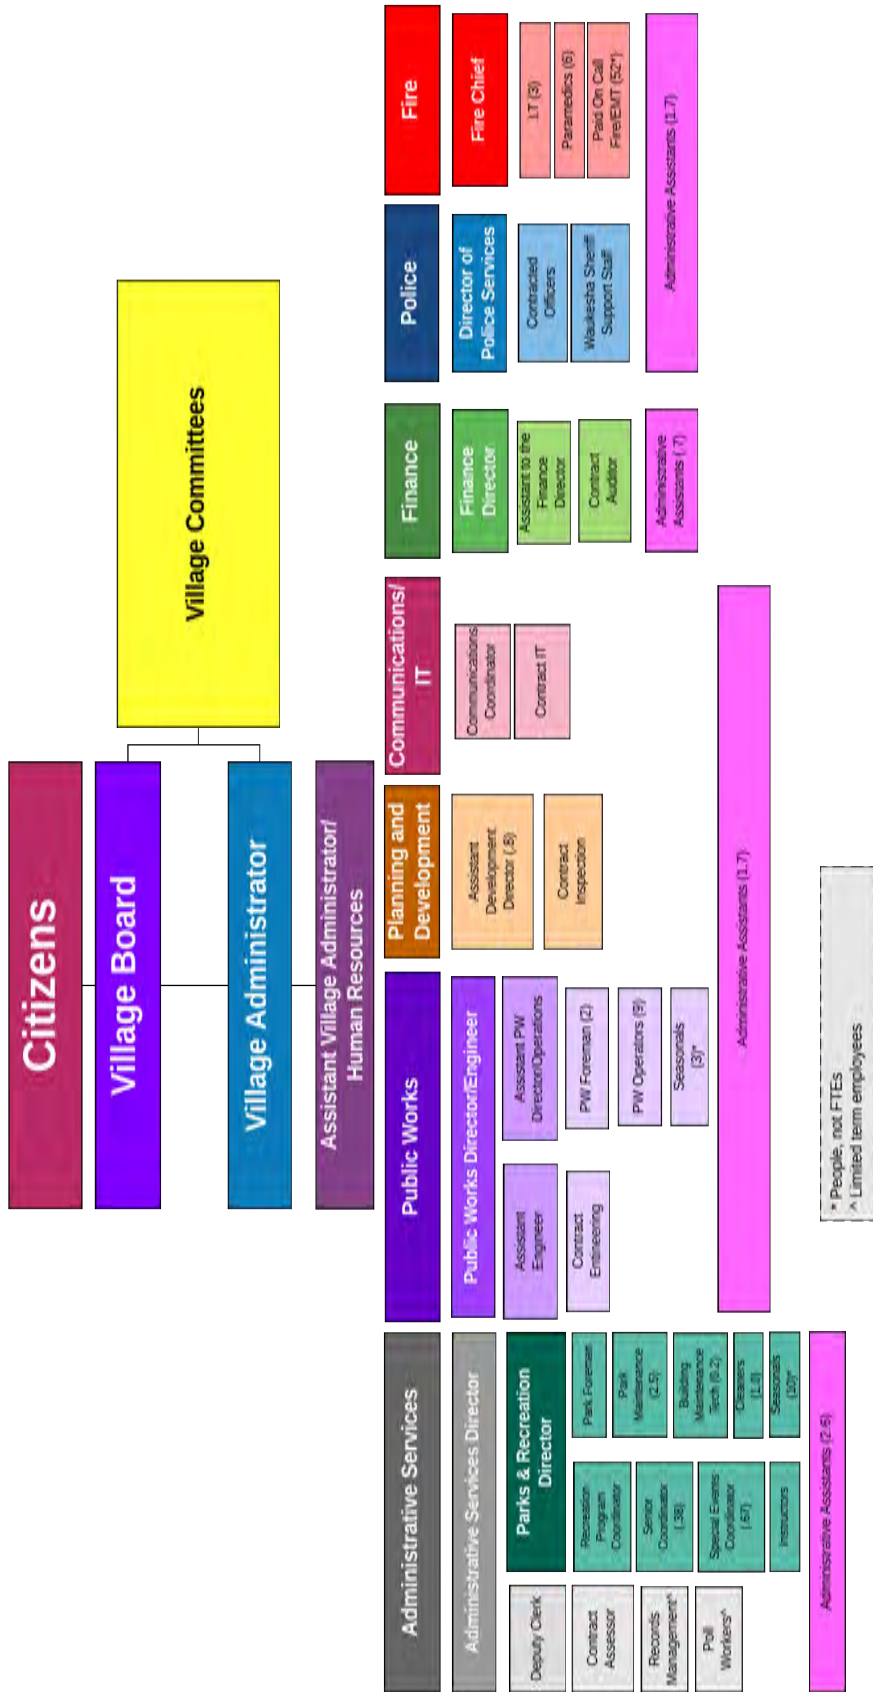 Citizens
Village Board
Village Committees
Village Administrator
Assistant Village Administrator/
Human Resources
Administrative Services
Public Works
Planning and
Development
Communications/
IT
Finance
Police
Fire
Administrative Services Director
Deputy Clerk
Contract
Assessor
Records
Management^
Poll
Workers^
Parks & Recreation
Director
Recreation
Program
Coordinator
Senior
Coordinator
(.38)
Special Events
Coordinator
(.67)
Instructors
Park Foreman
Park
Maintenance
(2.5)
Building
Maintenance
Tech (0.2)
Cleaners
(1.0)
Seasonals
(10)*
Administrative Assistants (2.6)
Public Works Director/Engineer
Assistant
Engineer
Contract
Entineering
Assistant PW
Director/Operations
PW Foreman (2)
PW Operators (9)
Seasonals
(3)*
Assistant
Development
Director (.8)
Contract
Inspection
Communications
Coordinator
Contract IT
Administrative Assistants (1.7)
Finance
Director
Assistant to the
Finance
Director
Contract
Auditor
Administrative
Assistants (.7)
Director of
Police Services
Contracted
Officers
Waukesha Sheriff
Support Staff
Fire Chief
LT (3)
Paramedics (6)
Paid On Call
Fire/EMT (52*)
Administrative Assistants (1.7)
* People, not FTEs
^ Limited term employees